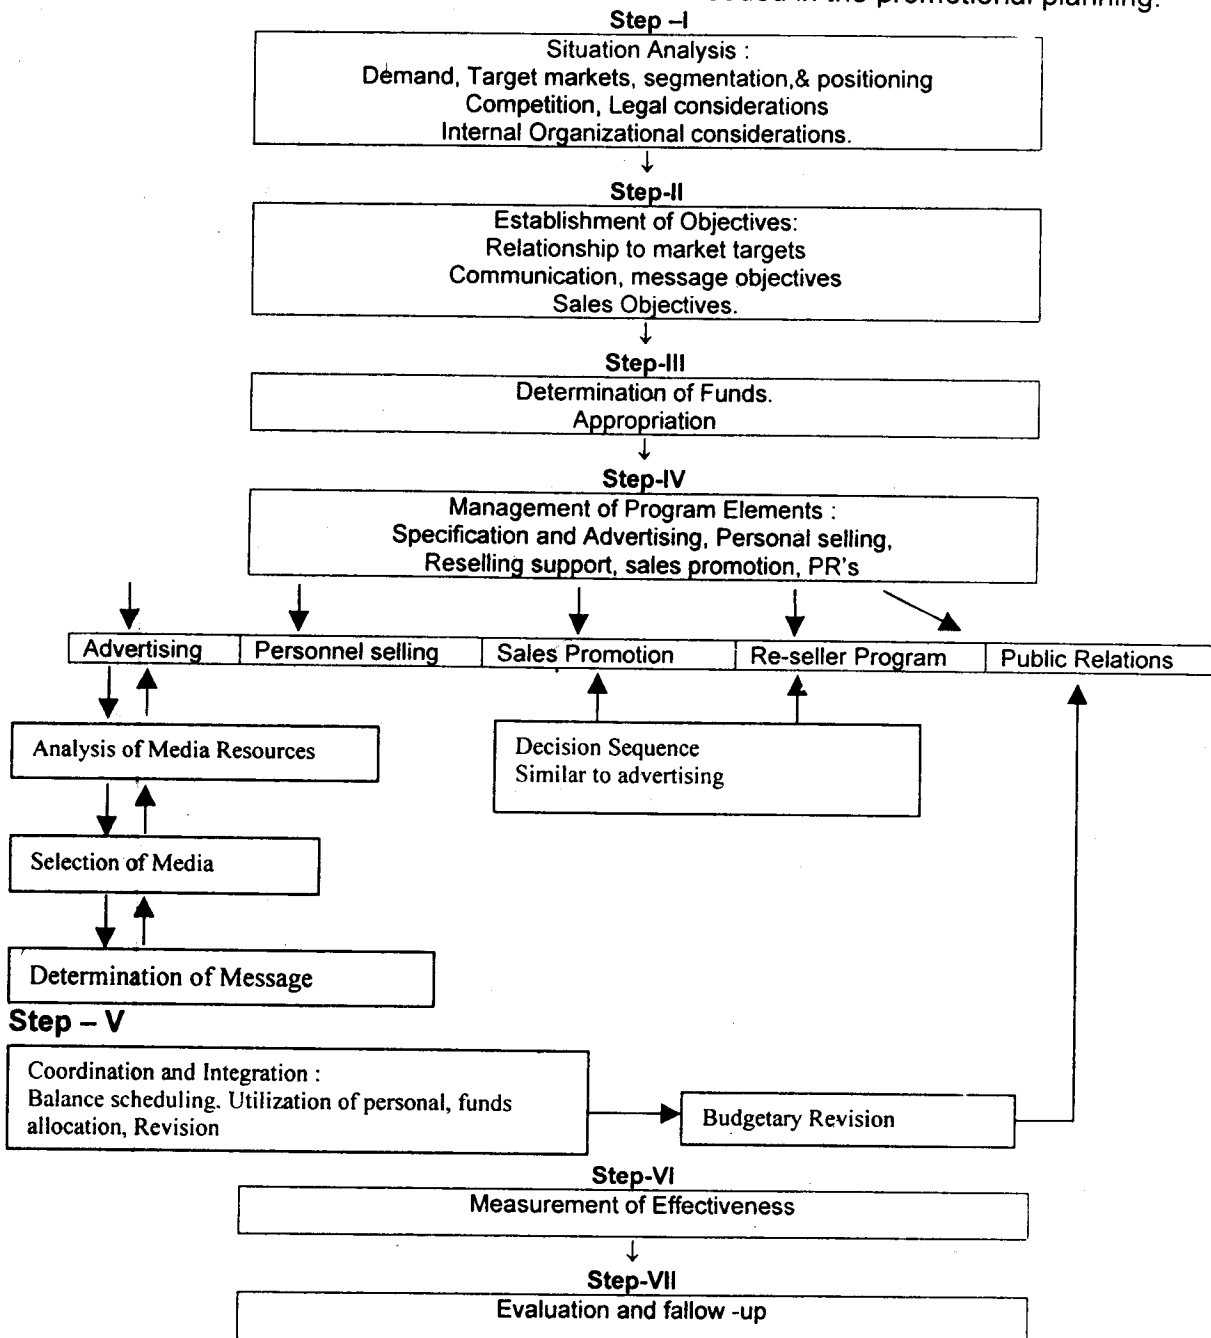 in the promotional planning.
Step –I
Situation Analysis :
Demand, Target markets, segmentation,& positioning
Competition, Legal considerations
Internal Organizational considerations.
↓
Step-II
Establishment of Objectives:
Relationship to market targets
Communication, message objectives
Sales Objectives.
↓
Step-III
Determination of Funds.
Appropriation
↓
Step-IV
Management of Program Elements :
Specification and Advertising, Personal selling,
Reselling support, sales promotion, PR's
Advertising Personnel selling Sales Promotion Re-seller Program Public Relations
Analysis of Media Resources
Decision Sequence
Similar to advertising
Selection of Media
Determination of Message
Step – V
Coordination and Integration :
Balance scheduling. Utilization of personal, funds
allocation, Revision
Budgetary Revision
Step-VI
Measurement of Effectiveness
↓
Step-VII
Evaluation and fallow -up